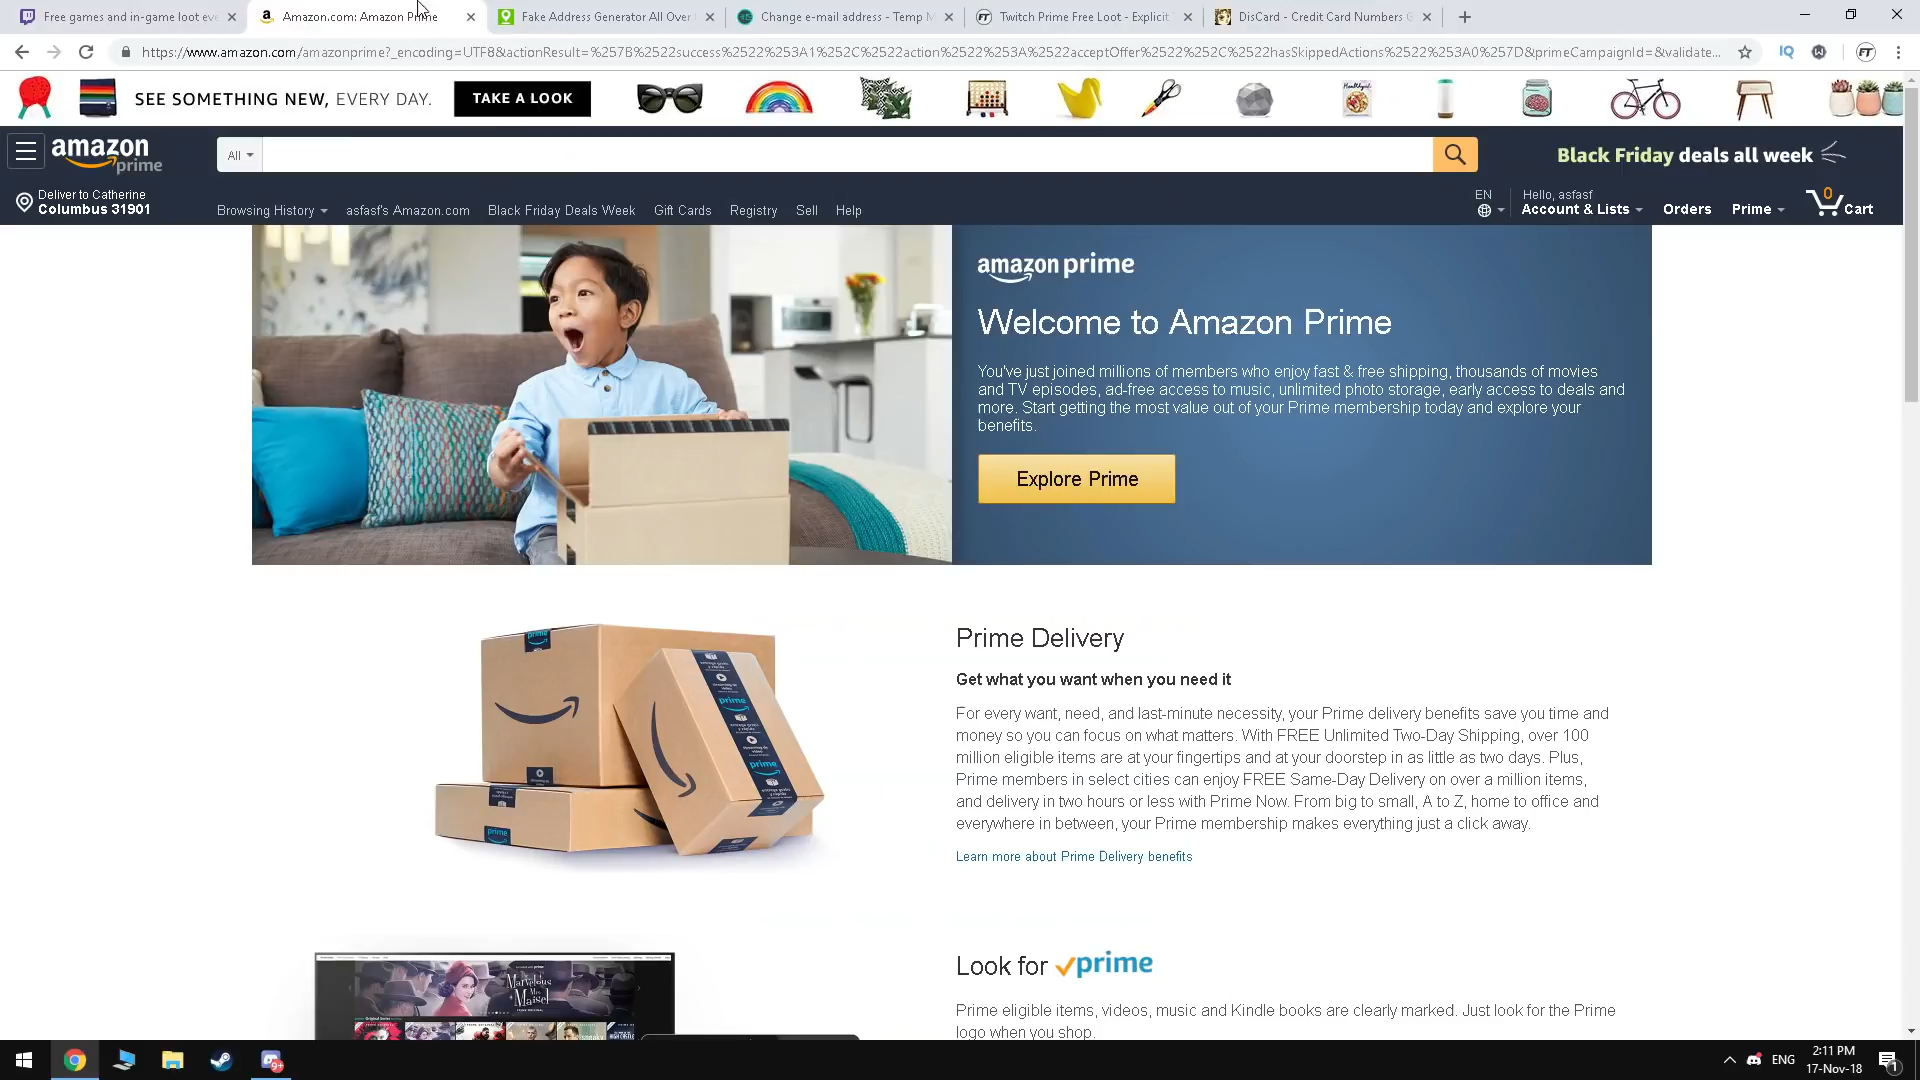 Free games and in-game loot eve
Amazon.com: Amazon Prime
Fake Address Generator All Over
Change e-mail address - Temp M
Twitch Prime Free Loot - Explicit
DisCard - Credit Card Numbers G
https://www.amazon.com/amazonprime?_encoding=UTF8&actionResult=%257B%2522success%2522%253A1%252C%2522action%2522%253A%2522acceptOffer%2522%252C%2522hasSkippedActions%2522%253A0%257D&primeCampaignId=&validate...
IQ
FT
SEE SOMETHING NEW, EVERY DAY.
TAKE A LOOK
amazon prime
All
Black Friday deals all week
Deliver to Catherine
Columbus 31901
Browsing History
asfasf's Amazon.com
Black Friday Deals Week
Gift Cards
Registry
Sell
Help
EN
Hello, asfasf
Account & Lists
Orders
Prime
0
Cart
amazon prime
Welcome to Amazon Prime
You've just joined millions of members who enjoy fast & free shipping, thousands of movies
and TV episodes, ad-free access to music, unlimited photo storage, early access to deals and
more. Start getting the most value out of your Prime membership today and explore your
benefits.
Explore Prime
prime
prime
prime
prime
Prime Delivery
Get what you want when you need it
For every want, need, and last-minute necessity, your Prime delivery benefits save you time and
money so you can focus on what matters. With FREE Unlimited Two-Day Shipping, over 100
million eligible items are at your fingertips and at your doorstep in as little as two days. Plus,
Prime members in select cities can enjoy FREE Same-Day Delivery on over a million items,
and delivery in two hours or less with Prime Now. From big to small, A to Z, home to office and
everywhere in between, your Prime membership makes everything just a click away.
Learn more about Prime Delivery benefits
Marvelous
Mrs.
Maisel
Look for prime
Prime eligible items, videos, music and Kindle books are clearly marked. Just look for the Prime
logo when you shop.
9+
ENG
2:11 PM
17-Nov-18
1